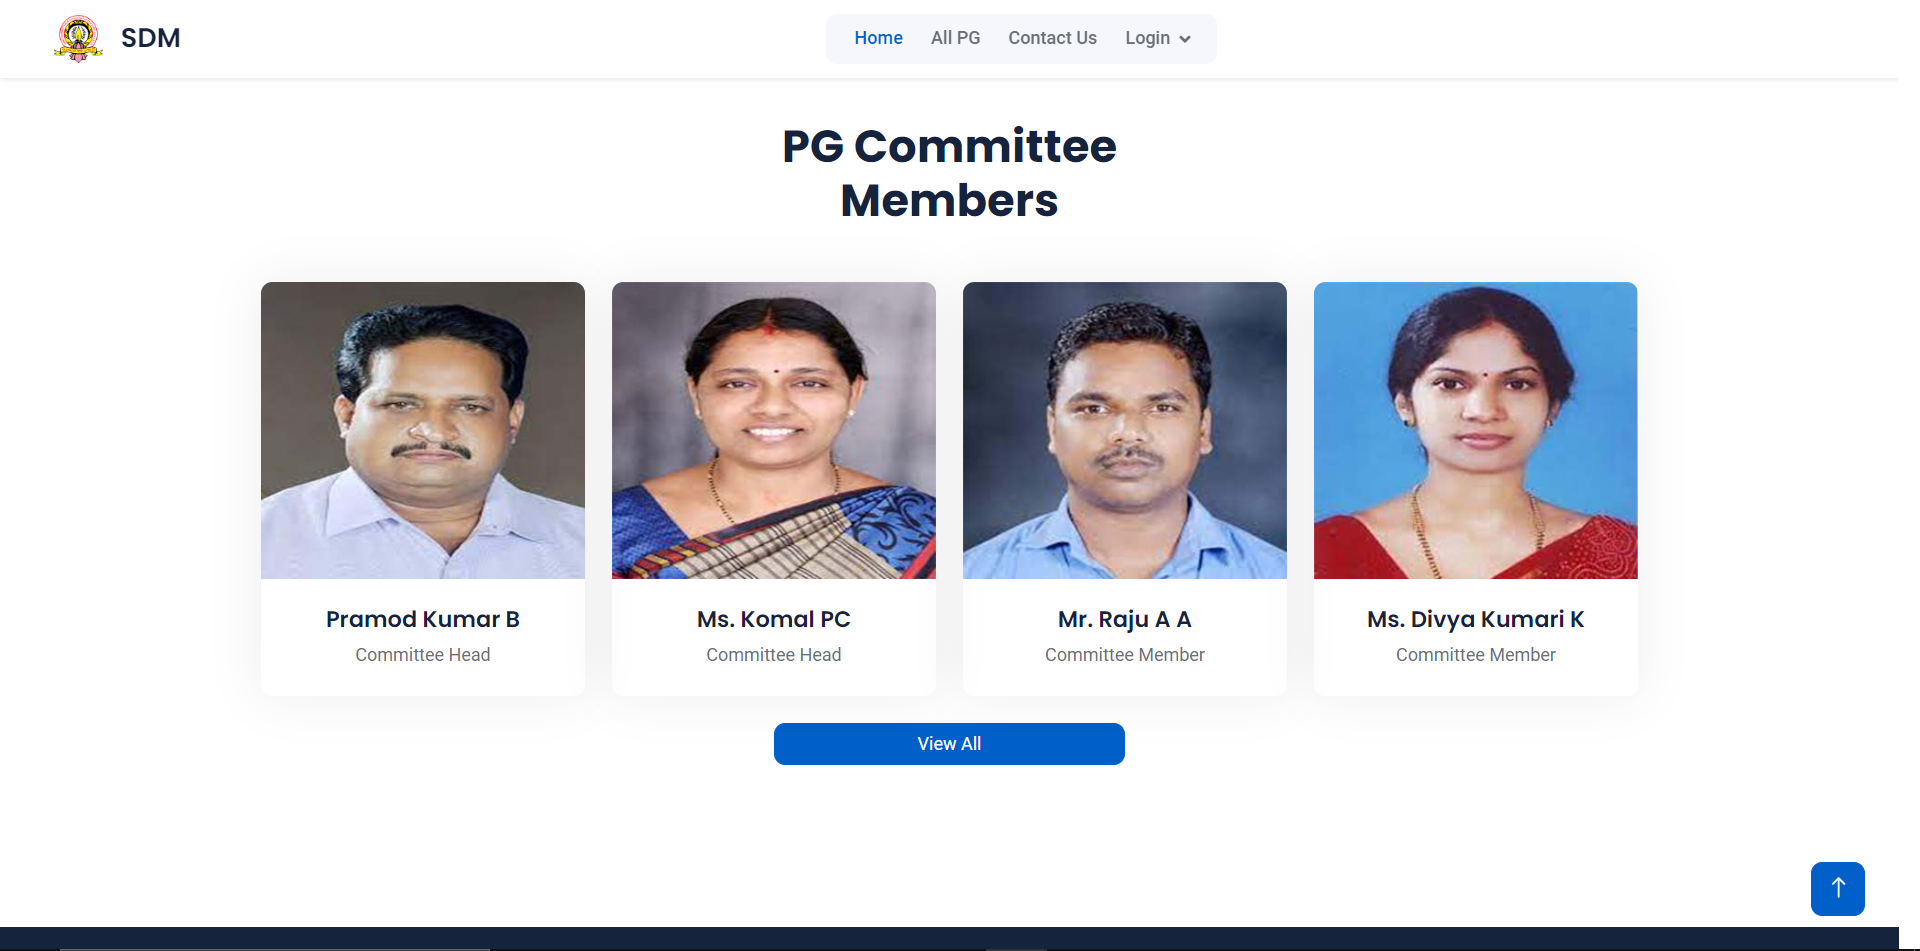 SDM
Home All PG Contact Us Login
PG Committee
Members
Pramod Kumar B
Committee Head
Ms. Komal PC
Committee Head
Mr. Raju A A
Committee Member
Ms. Divya Kumari K
Committee Member
View All